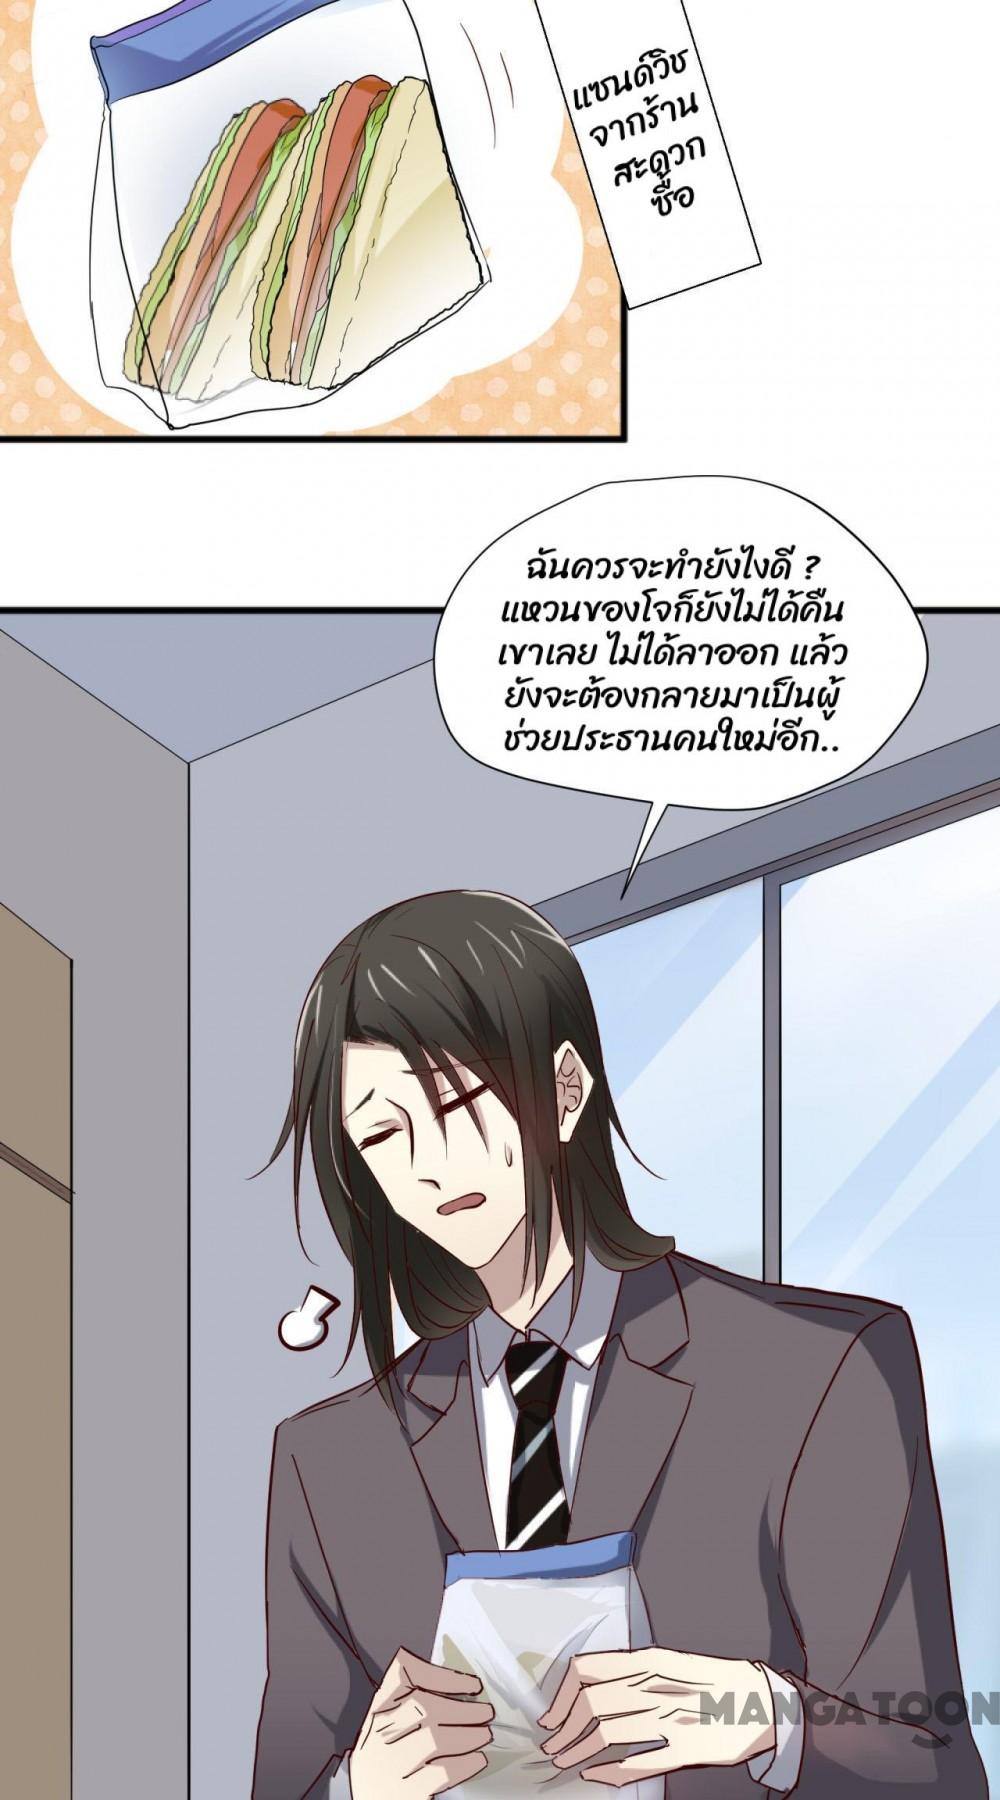 แซนด์วิช
จากร้าน
สะดวก
ซื้อ
ฉันควรจะทำยังไงดี ?
แหวนของโจก็ยังไม่ได้คืน
เขาเลย ไม่ได้ลาออก แล้ว
ยังจะต้องกลายมาเป็นผู้
ช่วยประธานคนใหม่อีก..
MANGATOON